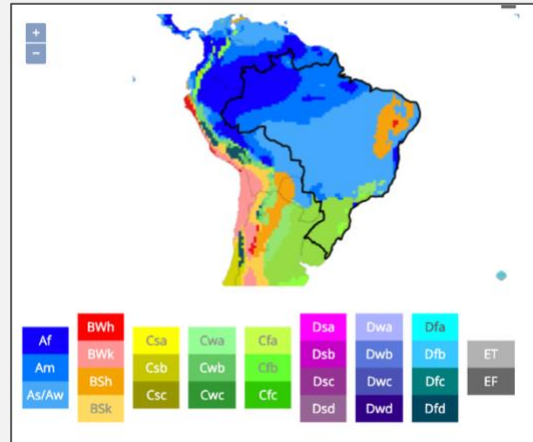 +
−
Af BWh Csa Cwa Cfa Dsa Dwa Dfa ET
Am BWk Csb Cwb Cfb Dsb Dwb Dfb EF
As/Aw BSh Csc Cwc Cfc Dsc Dwc Dfc
BSk Dsd Dwd Dfd